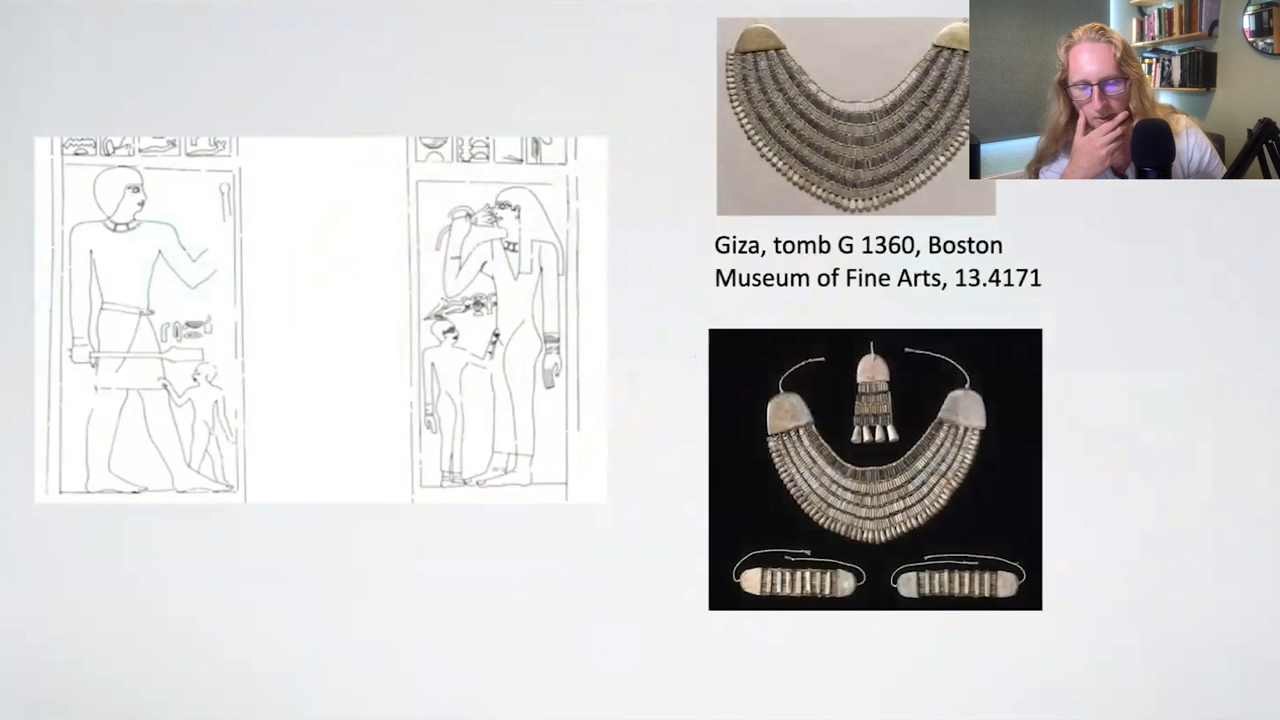 Giza, tomb G 1360, Boston
Museum of Fine Arts, 13.4171